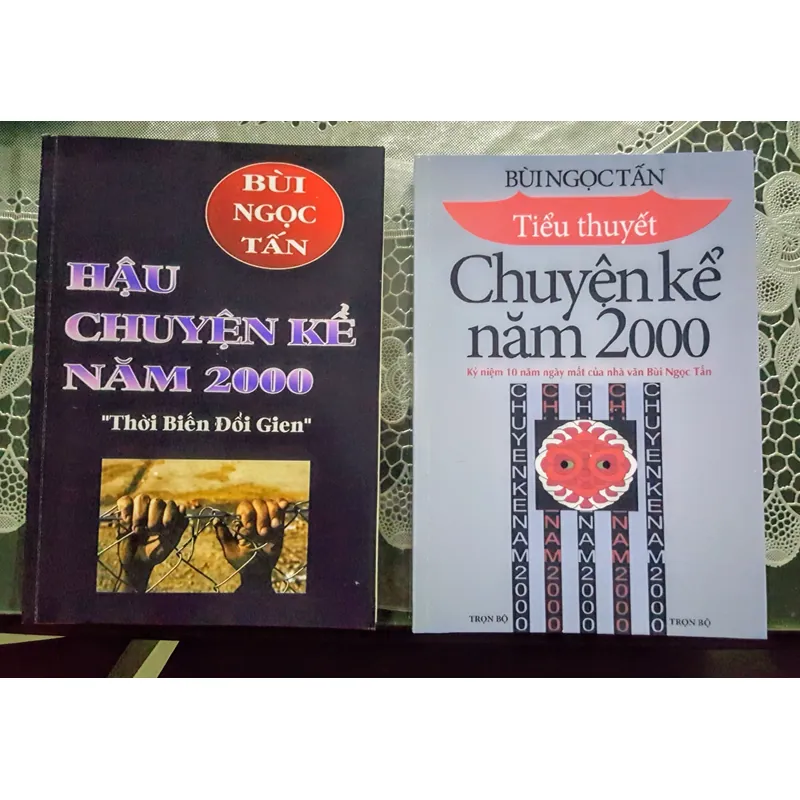 BÙI
NGỌC
TẤN
HẬU
CHUYỆN KỂ
NĂM 2000
"Thời Biến Đổi Gien"
BÙI NGỌC TẤN
Tiểu thuyết
Chuyện kể
năm 2000
Kỷ niệm 10 năm ngày mất của nhà văn Bùi Ngọc Tấn
CHUYENKENAM2000
CH NAM2000
CH NAM2000
CH NAM2000
CHUYENKENAM2000
TRỌN BỘ
TRỌN BỘ